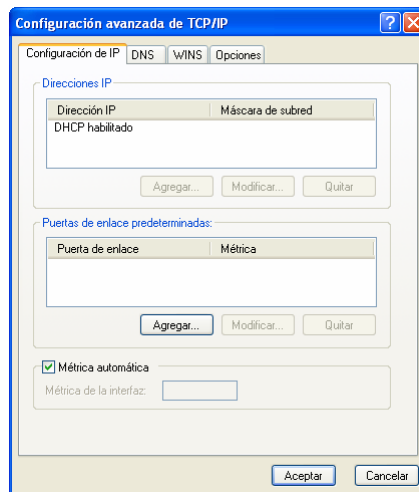 Configuración avanzada de TCP/IP
Configuración de IP DNS WINS Opciones
Direcciones IP
Dirección IP Máscara de subred
DHCP habilitado
Agregar... Modificar... Quitar
Puertas de enlace predeterminadas:
Puerta de enlace Métrica
Agregar... Modificar... Quitar
Métrica automática
Métrica de la interfaz:
Aceptar Cancelar